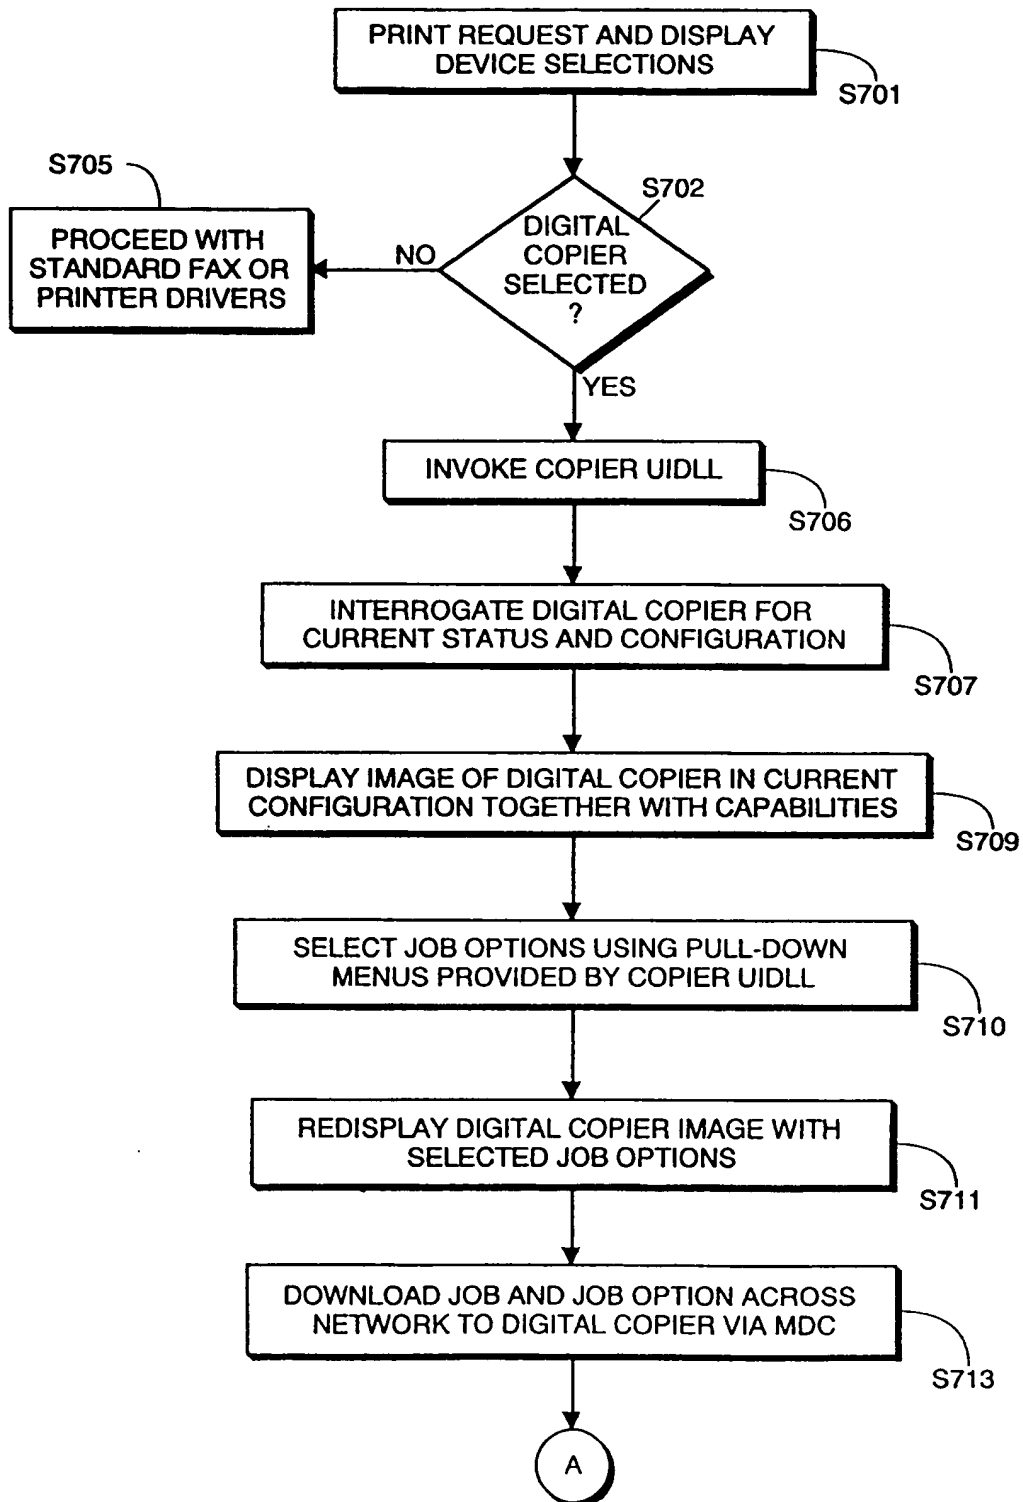 PRINT REQUEST AND DISPLAY
DEVICE SELECTIONS
S701
S705
S702
PROCEED WITH
STANDARD FAX OR
PRINTER DRIVERS
NO
DIGITAL
COPIER
SELECTED
?
YES
INVOKE COPIER UIDLL
S706
INTERROGATE DIGITAL COPIER FOR
CURRENT STATUS AND CONFIGURATION
S707
DISPLAY IMAGE OF DIGITAL COPIER IN CURRENT
CONFIGURATION TOGETHER WITH CAPABILITIES
S709
SELECT JOB OPTIONS USING PULL-DOWN
MENUS PROVIDED BY COPIER UIDLL
S710
REDISPLAY DIGITAL COPIER IMAGE WITH
SELECTED JOB OPTIONS
S711
DOWNLOAD JOB AND JOB OPTION ACROSS
NETWORK TO DIGITAL COPIER VIA MDC
S713
A